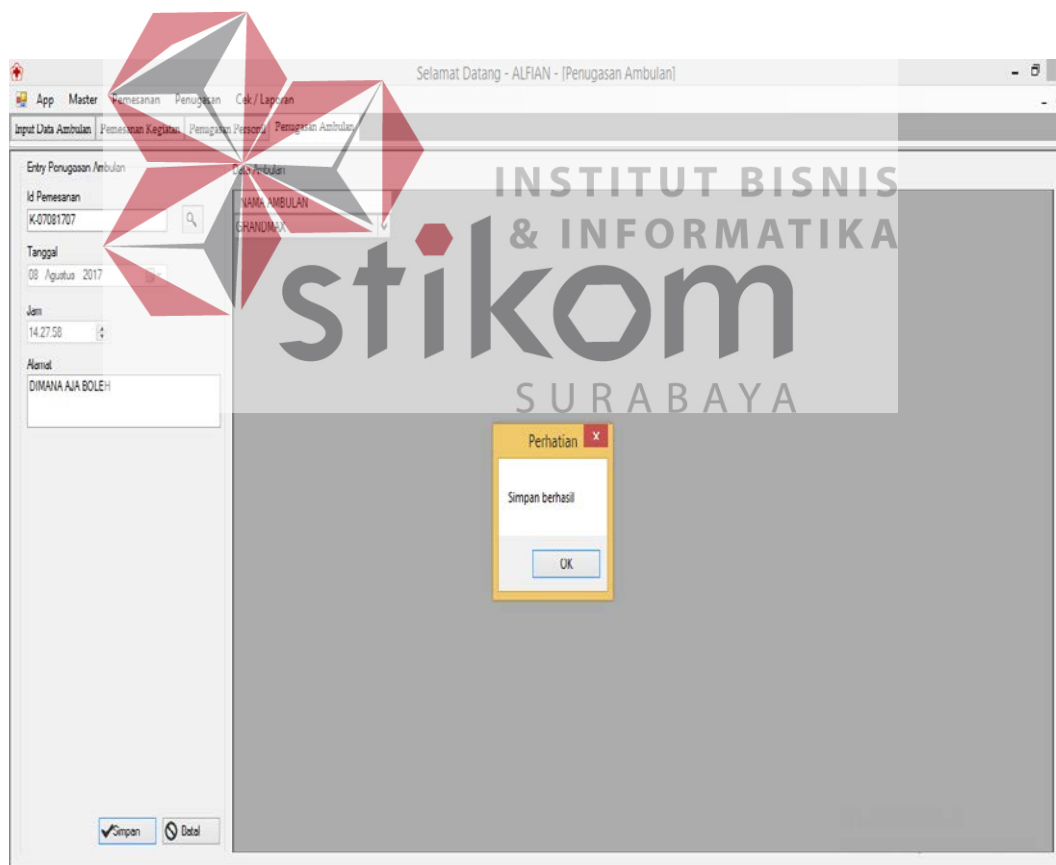 Selamat Datang - ALFIAN - [Penugasan Ambulan]
App Master Pemesanan Penugasan Cek / Laporan
Input Data Ambulan Pemesanan Kegiatan Penugasan Personil Penugasan Ambulan
Entry Penugasan Ambulan
Id Pemesanan
K-07081707
Tanggal
08 Agustus 2017
Jam
14.27.58
Alamat
DIMANA AJA BOLEH
Data Ambulan
NAMA AMBULAN
GRANDMAX
INSTITUT BISNIS
& INFORMATIKA
stikom
SURABAYA
Perhatian
Simpan berhasil
OK
Simpan Batal